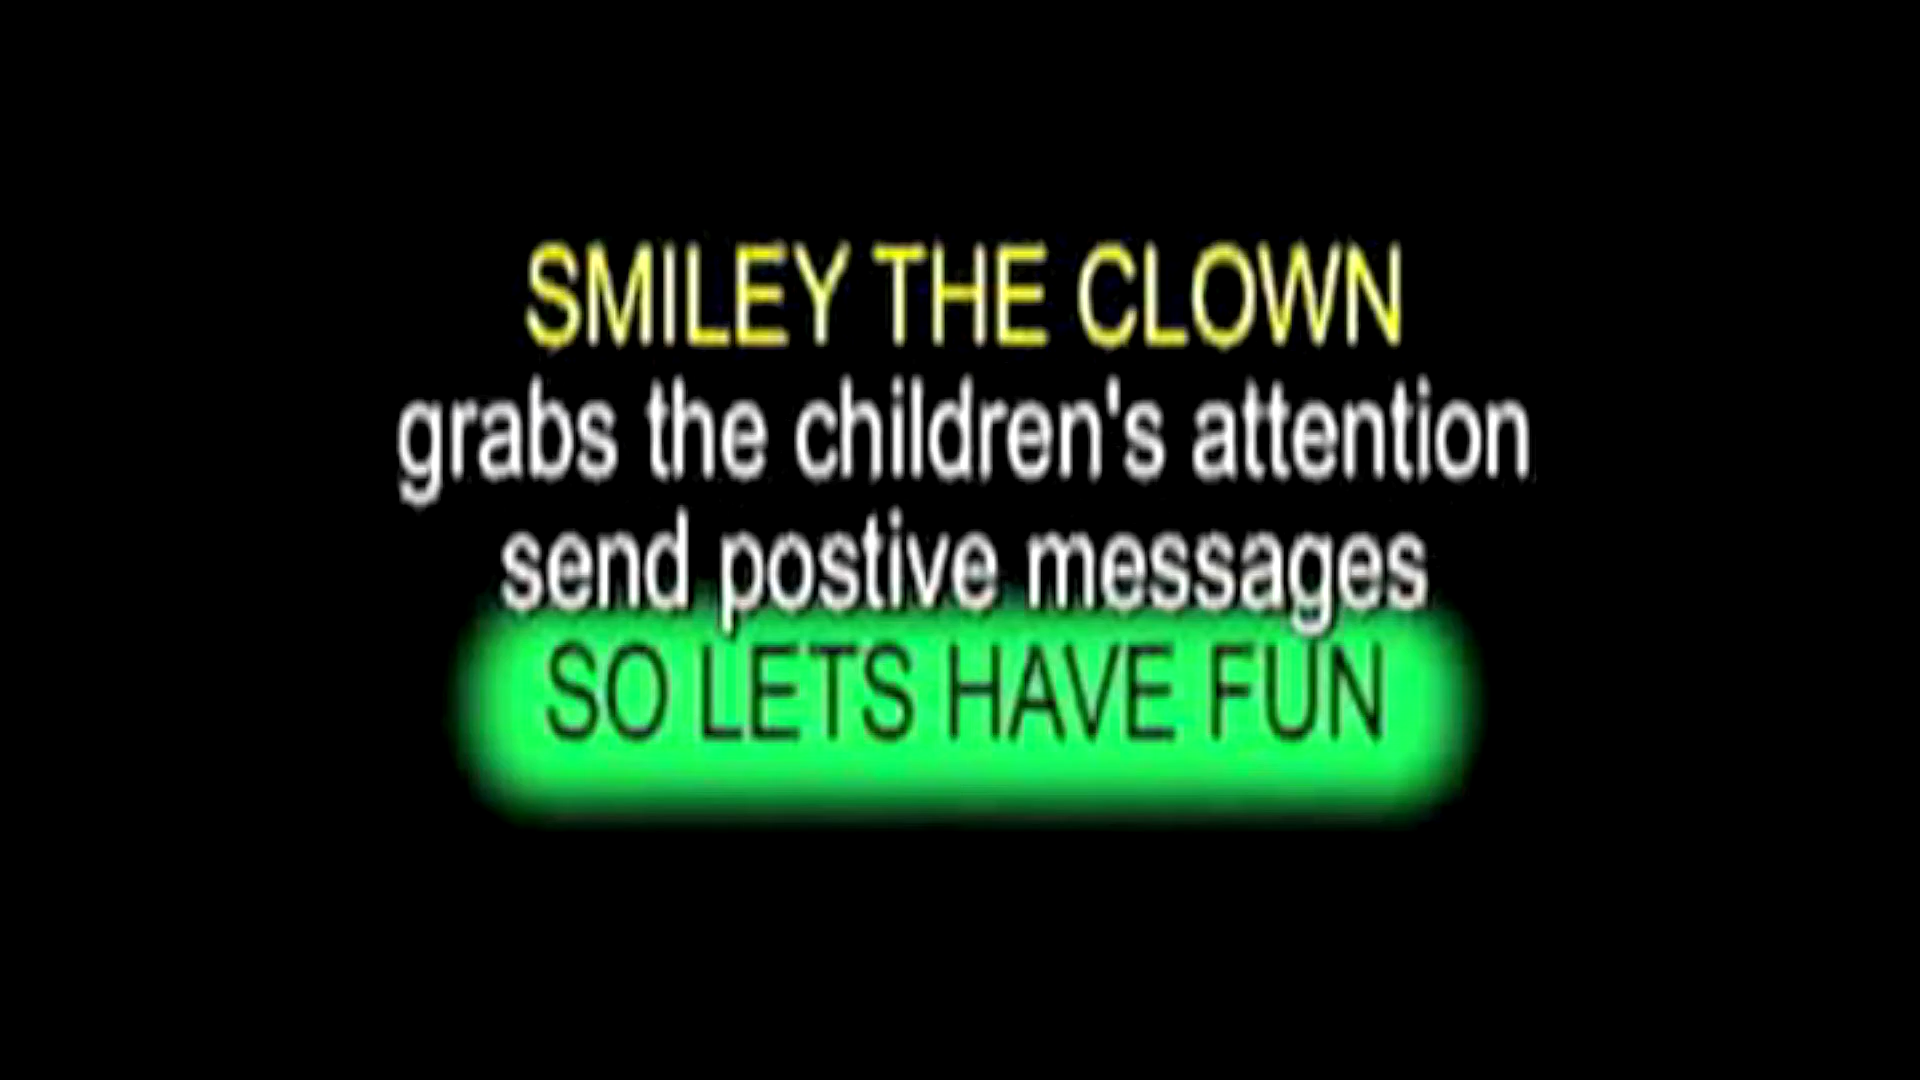 SMILEY THE CLOWN
grabs the children's attention
send postive messages
SO LETS HAVE FUN